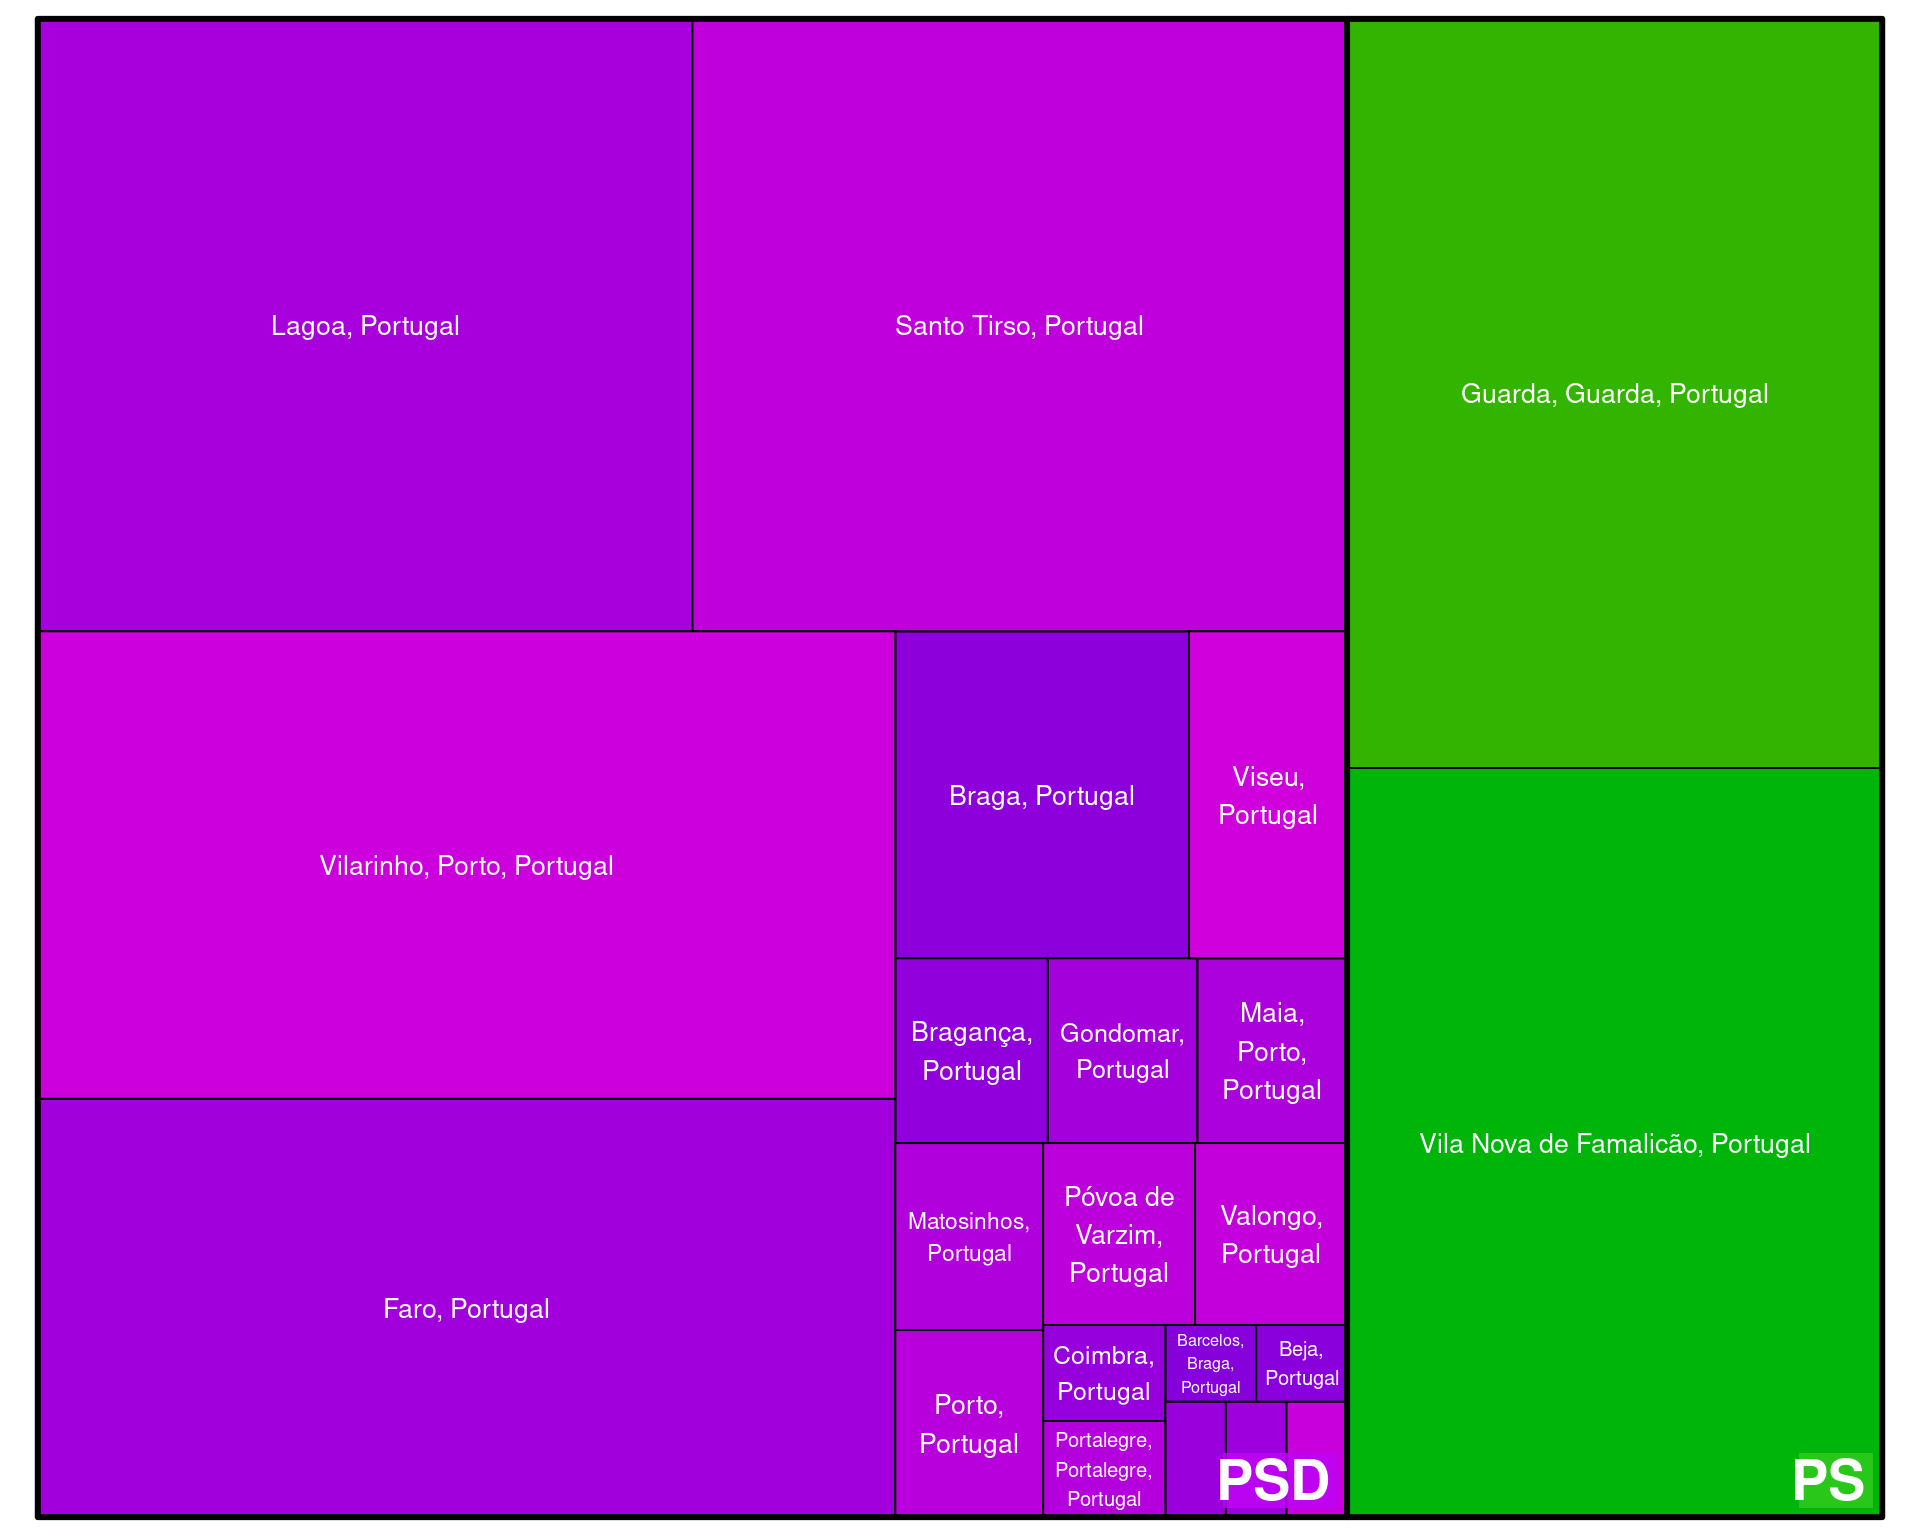 Lagoa, Portugal
Santo Tirso, Portugal
Guarda, Guarda, Portugal
Vilarinho, Porto, Portugal
Braga, Portugal
Viseu,
Portugal
Bragança,
Portugal
Gondomar,
Portugal
Maia,
Porto,
Portugal
Vila Nova de Famalicão, Portugal
Faro, Portugal
Matosinhos,
Portugal
Póvoa de
Varzim,
Portugal
Valongo,
Portugal
Porto,
Portugal
Coimbra,
Portugal
Barcelos,
Braga,
Portugal
Beja,
Portugal
Portalegre,
Portalegre,
Portugal
PSD
PS